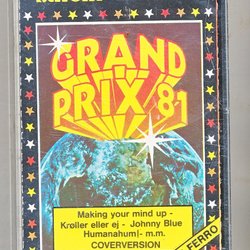 GRAND
PRIX/81
Making your mind up -
Krøller eller ej - Johnny Blue
Humanahum!- m.m.
COVERVERSION
FERRO